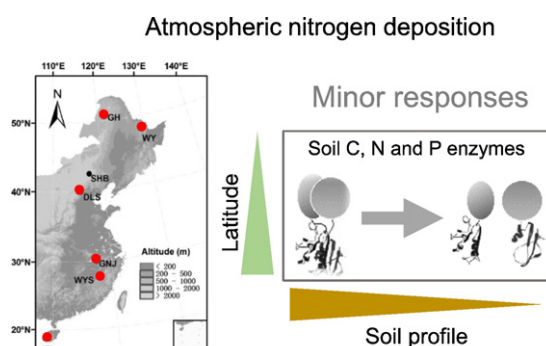 Atmospheric nitrogen deposition
110°E 120°E 130°E 140°E
N
50°N
40°N
30°N
20°N
GH
WY
SHB
DLS
GNJ
WYS
Altitude (m)
< 200
200 - 500
500 - 1000
1000 - 2000
> 2000
Minor responses
Soil C, N and P enzymes
Latitude
Soil profile